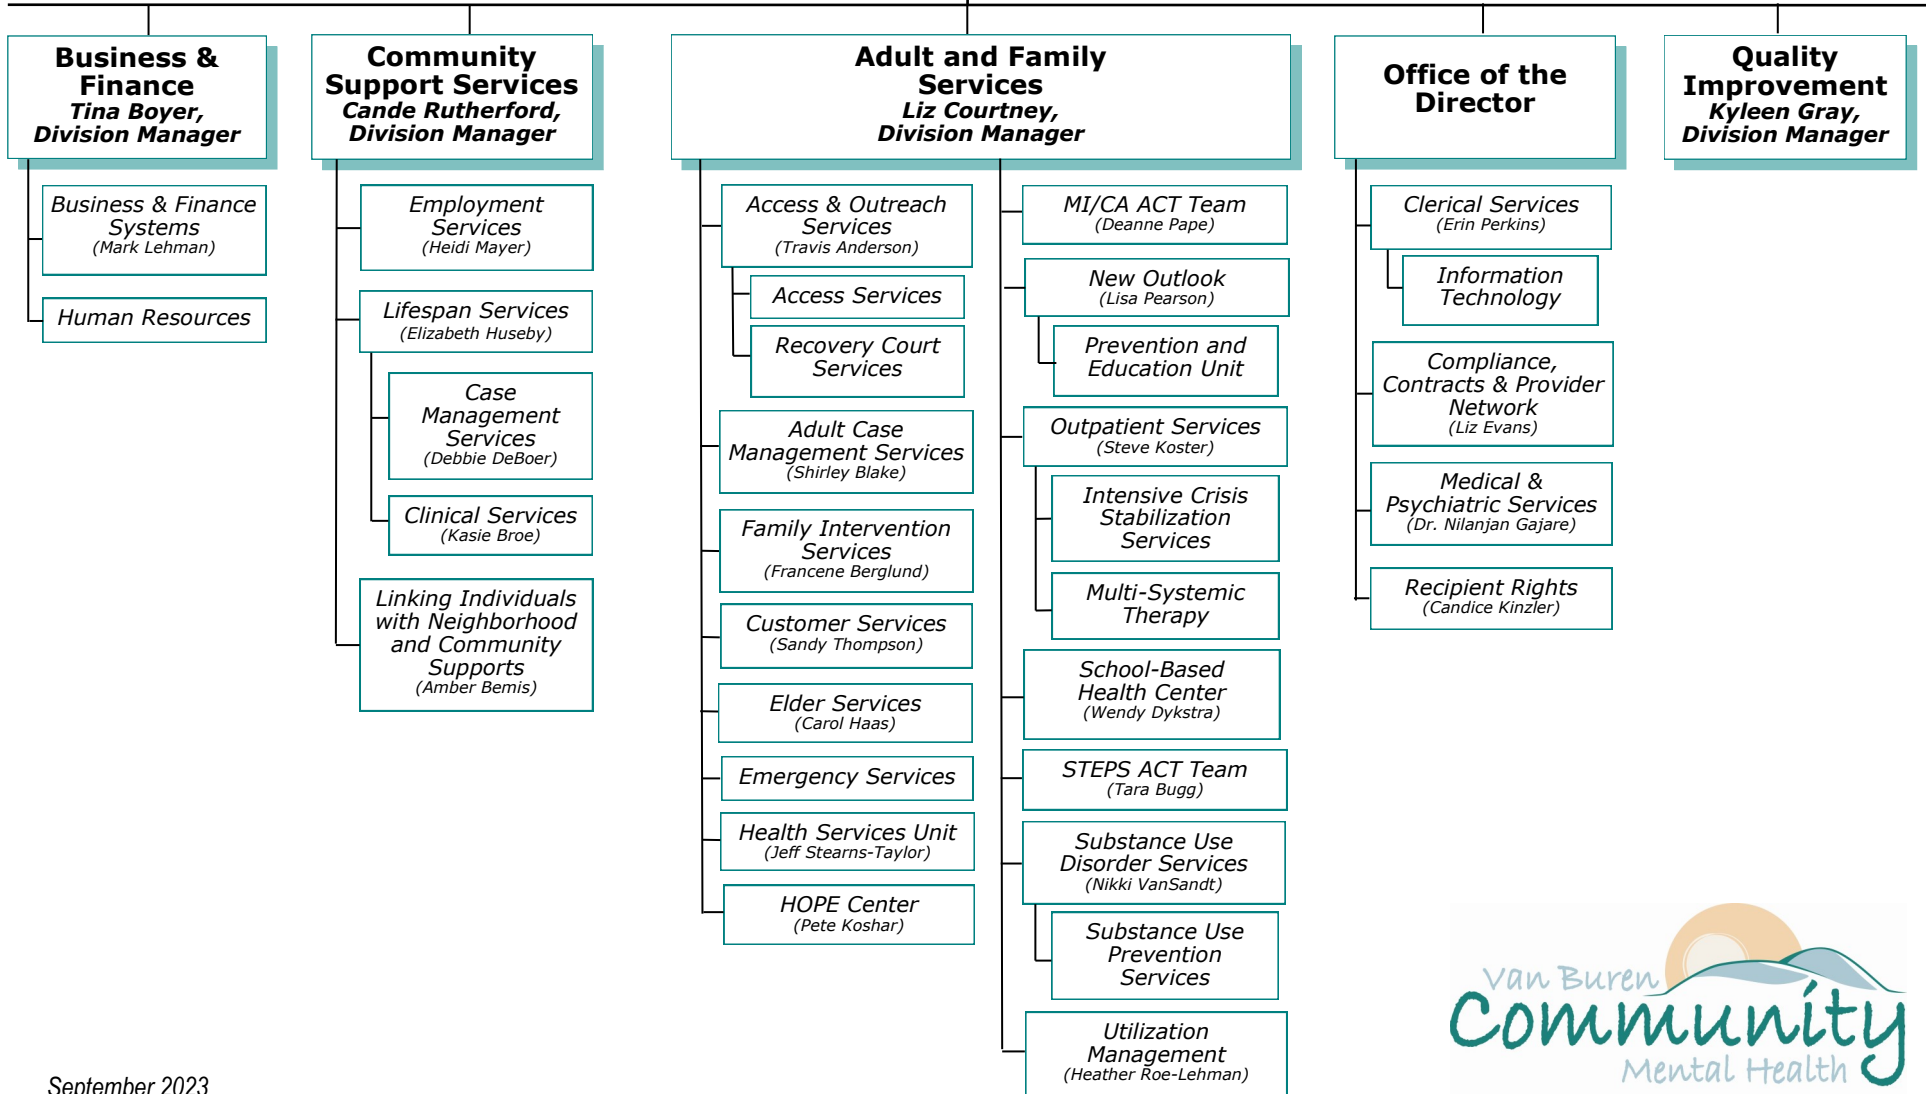 Business &
Finance
Tina Boyer,
Division Manager
Business & Finance
Systems
(Mark Lehman)
Human Resources
Community
Support Services
Cande Rutherford,
Division Manager
Employment
Services
(Heidi Mayer)
Lifespan Services
(Elizabeth Huseby)
Case
Management
Services
(Debbie DeBoer)
Clinical Services
(Kasie Broe)
Linking Individuals
with Neighborhood
and Community
Supports
(Amber Bemis)
Adult and Family
Services
Liz Courtney,
Division Manager
Access & Outreach
Services
(Travis Anderson)
Access Services
Recovery Court
Services
Adult Case
Management Services
(Shirley Blake)
Family Intervention
Services
(Francene Berglund)
Customer Services
(Sandy Thompson)
Elder Services
(Carol Haas)
Emergency Services
Health Services Unit
(Jeff Stearns-Taylor)
HOPE Center
(Pete Koshar)
MI/CA ACT Team
(Deanne Pape)
New Outlook
(Lisa Pearson)
Prevention and
Education Unit
Outpatient Services
(Steve Koster)
Intensive Crisis
Stabilization
Services
Multi-Systemic
Therapy
School-Based
Health Center
(Wendy Dykstra)
STEPS ACT Team
(Tara Bugg)
Substance Use
Disorder Services
(Nikki VanSandt)
Substance Use
Prevention
Services
Utilization
Management
(Heather Roe-Lehman)
Office of the
Director
Clerical Services
(Erin Perkins)
Information
Technology
Compliance,
Contracts & Provider
Network
(Liz Evans)
Medical &
Psychiatric Services
(Dr. Nilanjan Gajare)
Recipient Rights
(Candice Kinzler)
Quality
Improvement
Kyleen Gray,
Division Manager
September 2023
Van Buren
Community
Mental Health